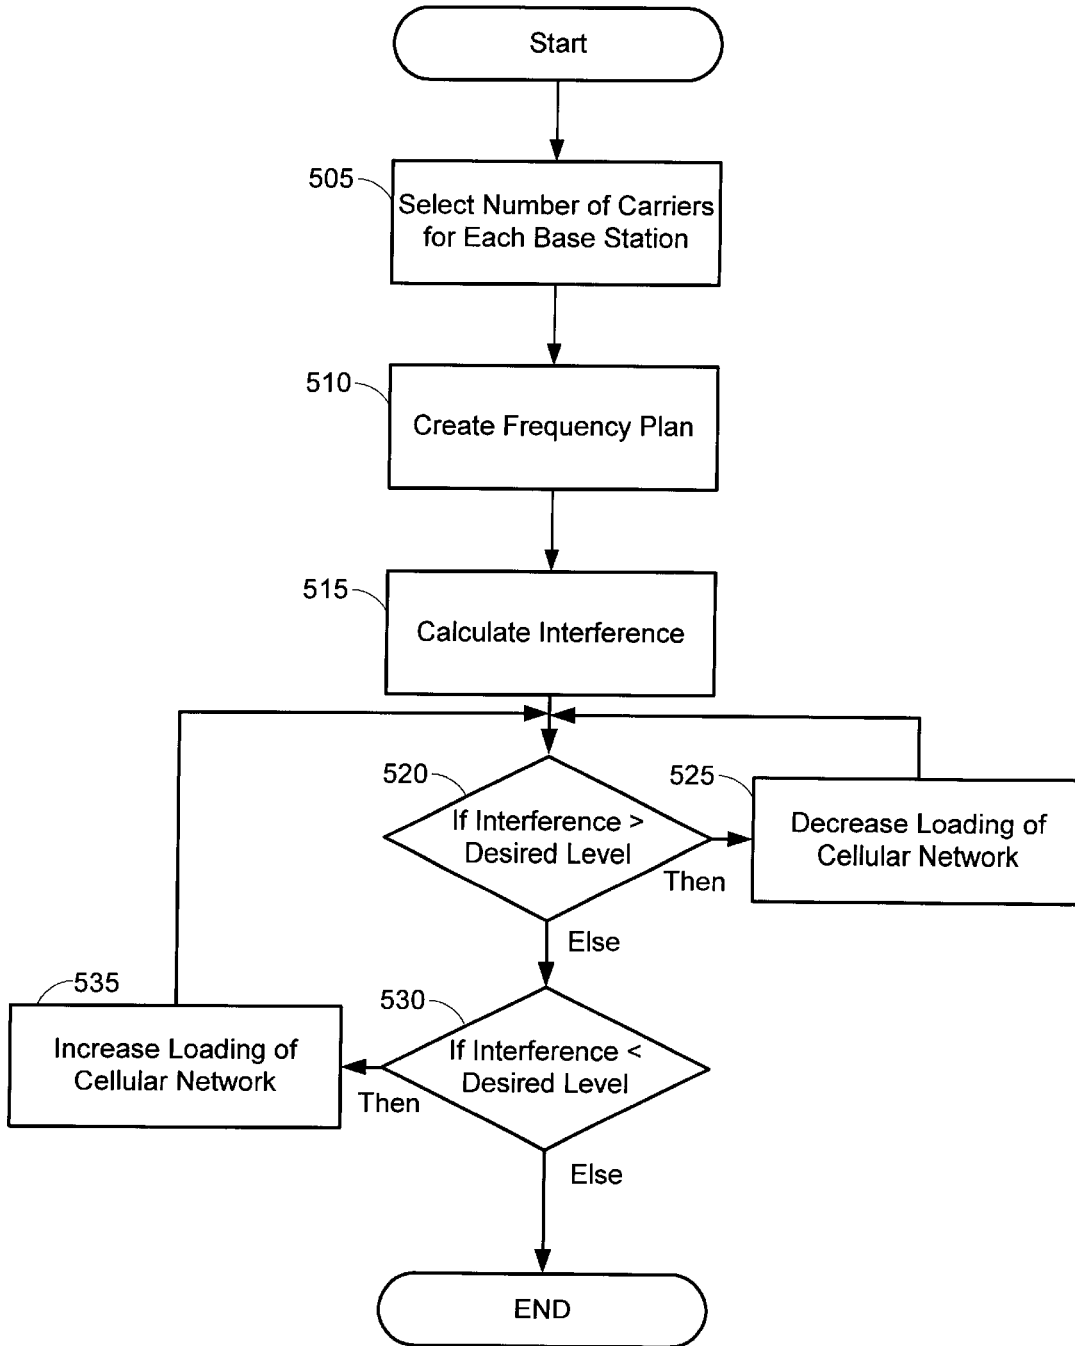 Start
505
Select Number of Carriers
for Each Base Station
510
Create Frequency Plan
515
Calculate Interference
520
If Interference >
Desired Level
Then
525
Decrease Loading of
Cellular Network
Else
530
If Interference <
Desired Level
Then
535
Increase Loading of
Cellular Network
Else
END